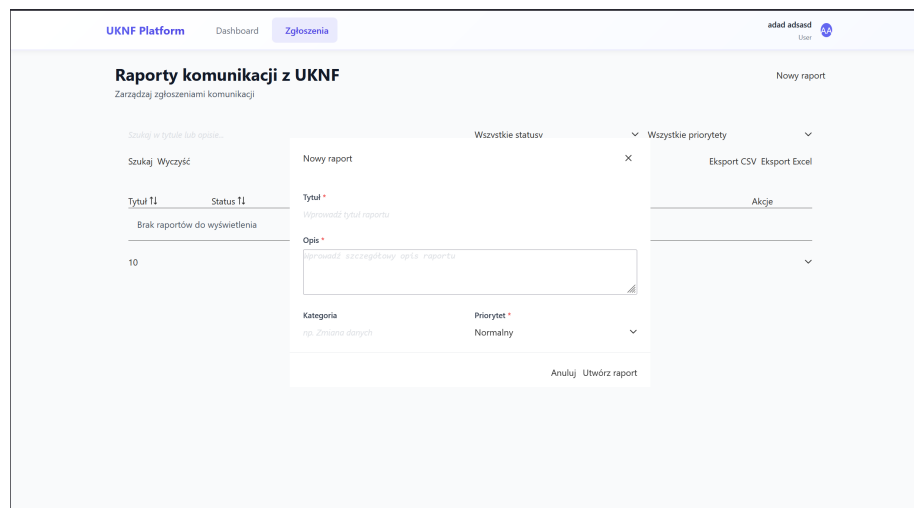 UKNF Platform Dashboard Zgłoszenia adad adsasd
User AA
Raporty komunikacji z UKNF Nowy raport
Zarządzaj zgłoszeniami komunikacji
Szukaj w tytule lub opisie... Wszystkie statusy Wszystkie priorytety
Szukaj Wyczyść Eksport CSV Eksport Excel
Tytuł Status Akcje
Brak raportów do wyświetlenia
10
Nowy raport
Tytuł *
Wprowadź tytuł raportu
Opis *
Wprowadź szczegółowy opis raportu
Kategoria Priorytet *
np. Zmiana danych Normalny
Anuluj Utwórz raport